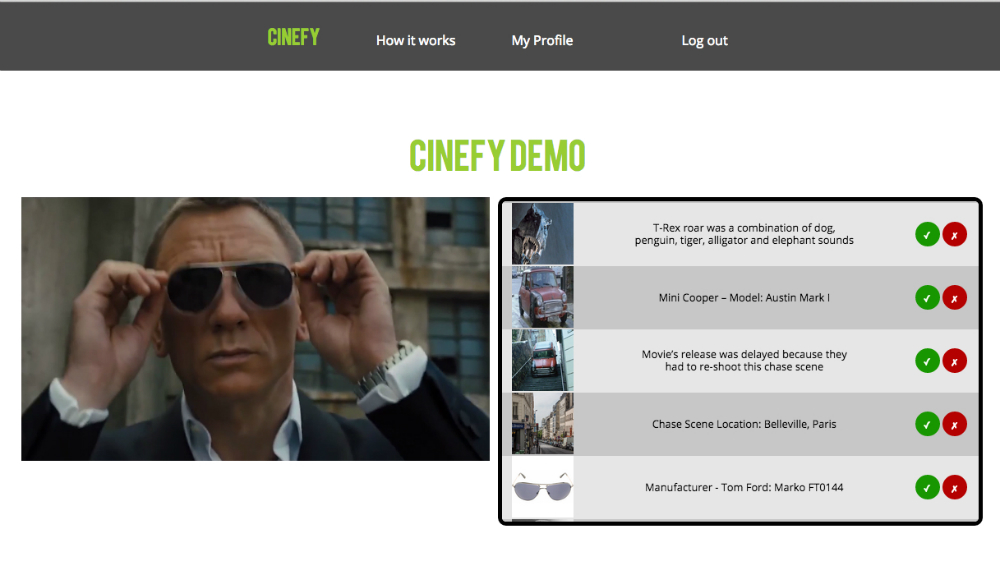 CINEFY
How it works
My Profile
Log out
CINEFY DEMO
T-Rex roar was a combination of dog,
penguin, tiger, alligator and elephant sounds
Mini Cooper – Model: Austin Mark I
Movie’s release was delayed because they
had to re-shoot this chase scene
Chase Scene Location: Belleville, Paris
Manufacturer - Tom Ford: Marko FT0144